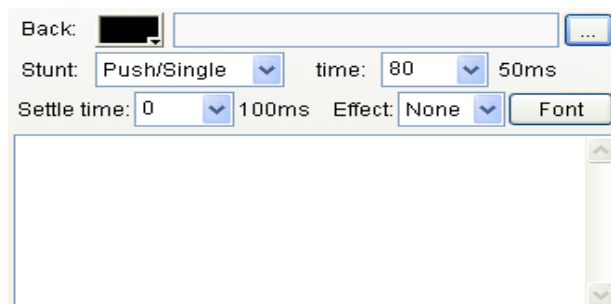 Back: ...
Stunt: Push/Single time: 80 50ms
Settle time: 0 100ms Effect: None Font